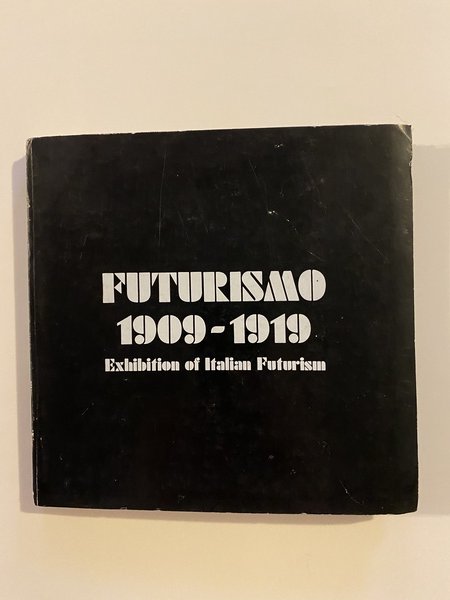 FUTURISMO
1909-1919
Exhibition of Italian Futurism